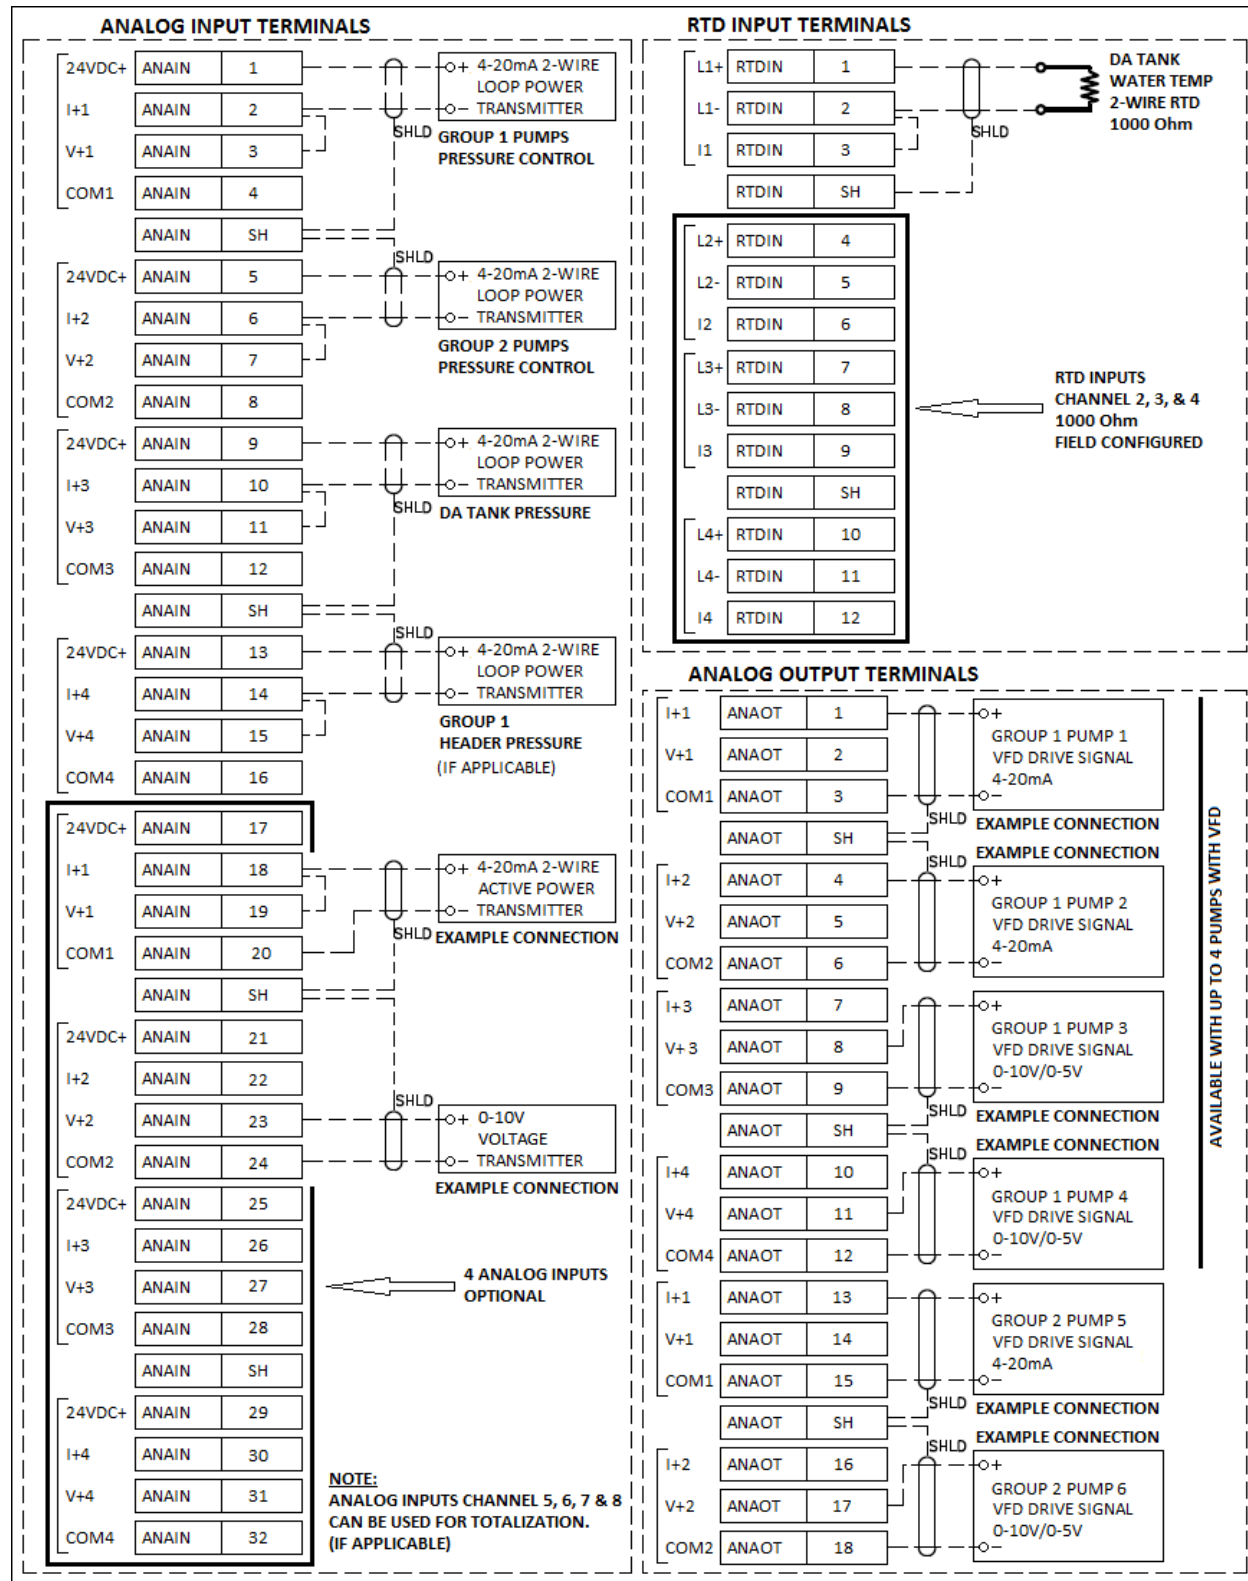 ANALOG INPUT TERMINALS
24VDC+ ANAIN 1
I+1 ANAIN 2
V+1 ANAIN 3
COM1 ANAIN 4
ANAIN SH
SHLD
4-20mA 2-WIRE
LOOP POWER
TRANSMITTER
GROUP 1 PUMPS
PRESSURE CONTROL
24VDC+ ANAIN 5
I+2 ANAIN 6
V+2 ANAIN 7
COM2 ANAIN 8
SHLD
4-20mA 2-WIRE
LOOP POWER
TRANSMITTER
GROUP 2 PUMPS
PRESSURE CONTROL
24VDC+ ANAIN 9
I+3 ANAIN 10
V+3 ANAIN 11
COM3 ANAIN 12
ANAIN SH
SHLD
4-20mA 2-WIRE
LOOP POWER
TRANSMITTER
DA TANK PRESSURE
24VDC+ ANAIN 13
I+4 ANAIN 14
V+4 ANAIN 15
COM4 ANAIN 16
SHLD
4-20mA 2-WIRE
LOOP POWER
TRANSMITTER
GROUP 1
HEADER PRESSURE
(IF APPLICABLE)
24VDC+ ANAIN 17
I+1 ANAIN 18
V+1 ANAIN 19
COM1 ANAIN 20
ANAIN SH
SHLD
4-20mA 2-WIRE
ACTIVE POWER
TRANSMITTER
EXAMPLE CONNECTION
24VDC+ ANAIN 21
I+2 ANAIN 22
V+2 ANAIN 23
COM2 ANAIN 24
SHLD
0-10V
VOLTAGE
TRANSMITTER
EXAMPLE CONNECTION
24VDC+ ANAIN 25
I+3 ANAIN 26
V+3 ANAIN 27
COM3 ANAIN 28
ANAIN SH
4 ANALOG INPUTS
OPTIONAL
24VDC+ ANAIN 29
I+4 ANAIN 30
V+4 ANAIN 31
COM4 ANAIN 32
NOTE:
ANALOG INPUTS CHANNEL 5, 6, 7 & 8
CAN BE USED FOR TOTALIZATION.
(IF APPLICABLE)
RTD INPUT TERMINALS
L1+ RTDIN 1
L1- RTDIN 2
I1 RTDIN 3
RTDIN SH
SHLD
DA TANK
WATER TEMP
2-WIRE RTD
1000 Ohm
L2+ RTDIN 4
L2- RTDIN 5
I2 RTDIN 6
L3+ RTDIN 7
L3- RTDIN 8
I3 RTDIN 9
RTDIN SH
L4+ RTDIN 10
L4- RTDIN 11
I4 RTDIN 12
RTD INPUTS
CHANNEL 2, 3, & 4
1000 Ohm
FIELD CONFIGURED
ANALOG OUTPUT TERMINALS
I+1 ANAOT 1
V+1 ANAOT 2
COM1 ANAOT 3
ANAOT SH
SHLD
GROUP 1 PUMP 1
VFD DRIVE SIGNAL
4-20mA
EXAMPLE CONNECTION
I+2 ANAOT 4
V+2 ANAOT 5
COM2 ANAOT 6
SHLD
EXAMPLE CONNECTION
GROUP 1 PUMP 2
VFD DRIVE SIGNAL
4-20mA
I+3 ANAOT 7
V+ 3 ANAOT 8
COM3 ANAOT 9
ANAOT SH
SHLD
GROUP 1 PUMP 3
VFD DRIVE SIGNAL
0-10V/0-5V
EXAMPLE CONNECTION
I+4 ANAOT 10
V+4 ANAOT 11
COM4 ANAOT 12
SHLD
EXAMPLE CONNECTION
GROUP 1 PUMP 4
VFD DRIVE SIGNAL
0-10V/0-5V
AVAILABLE WITH UP TO 4 PUMPS WITH VFD
I+1 ANAOT 13
V+1 ANAOT 14
COM1 ANAOT 15
ANAOT SH
SHLD
GROUP 2 PUMP 5
VFD DRIVE SIGNAL
4-20mA
EXAMPLE CONNECTION
I+2 ANAOT 16
V+2 ANAOT 17
COM2 ANAOT 18
SHLD
EXAMPLE CONNECTION
GROUP 2 PUMP 6
VFD DRIVE SIGNAL
0-10V/0-5V